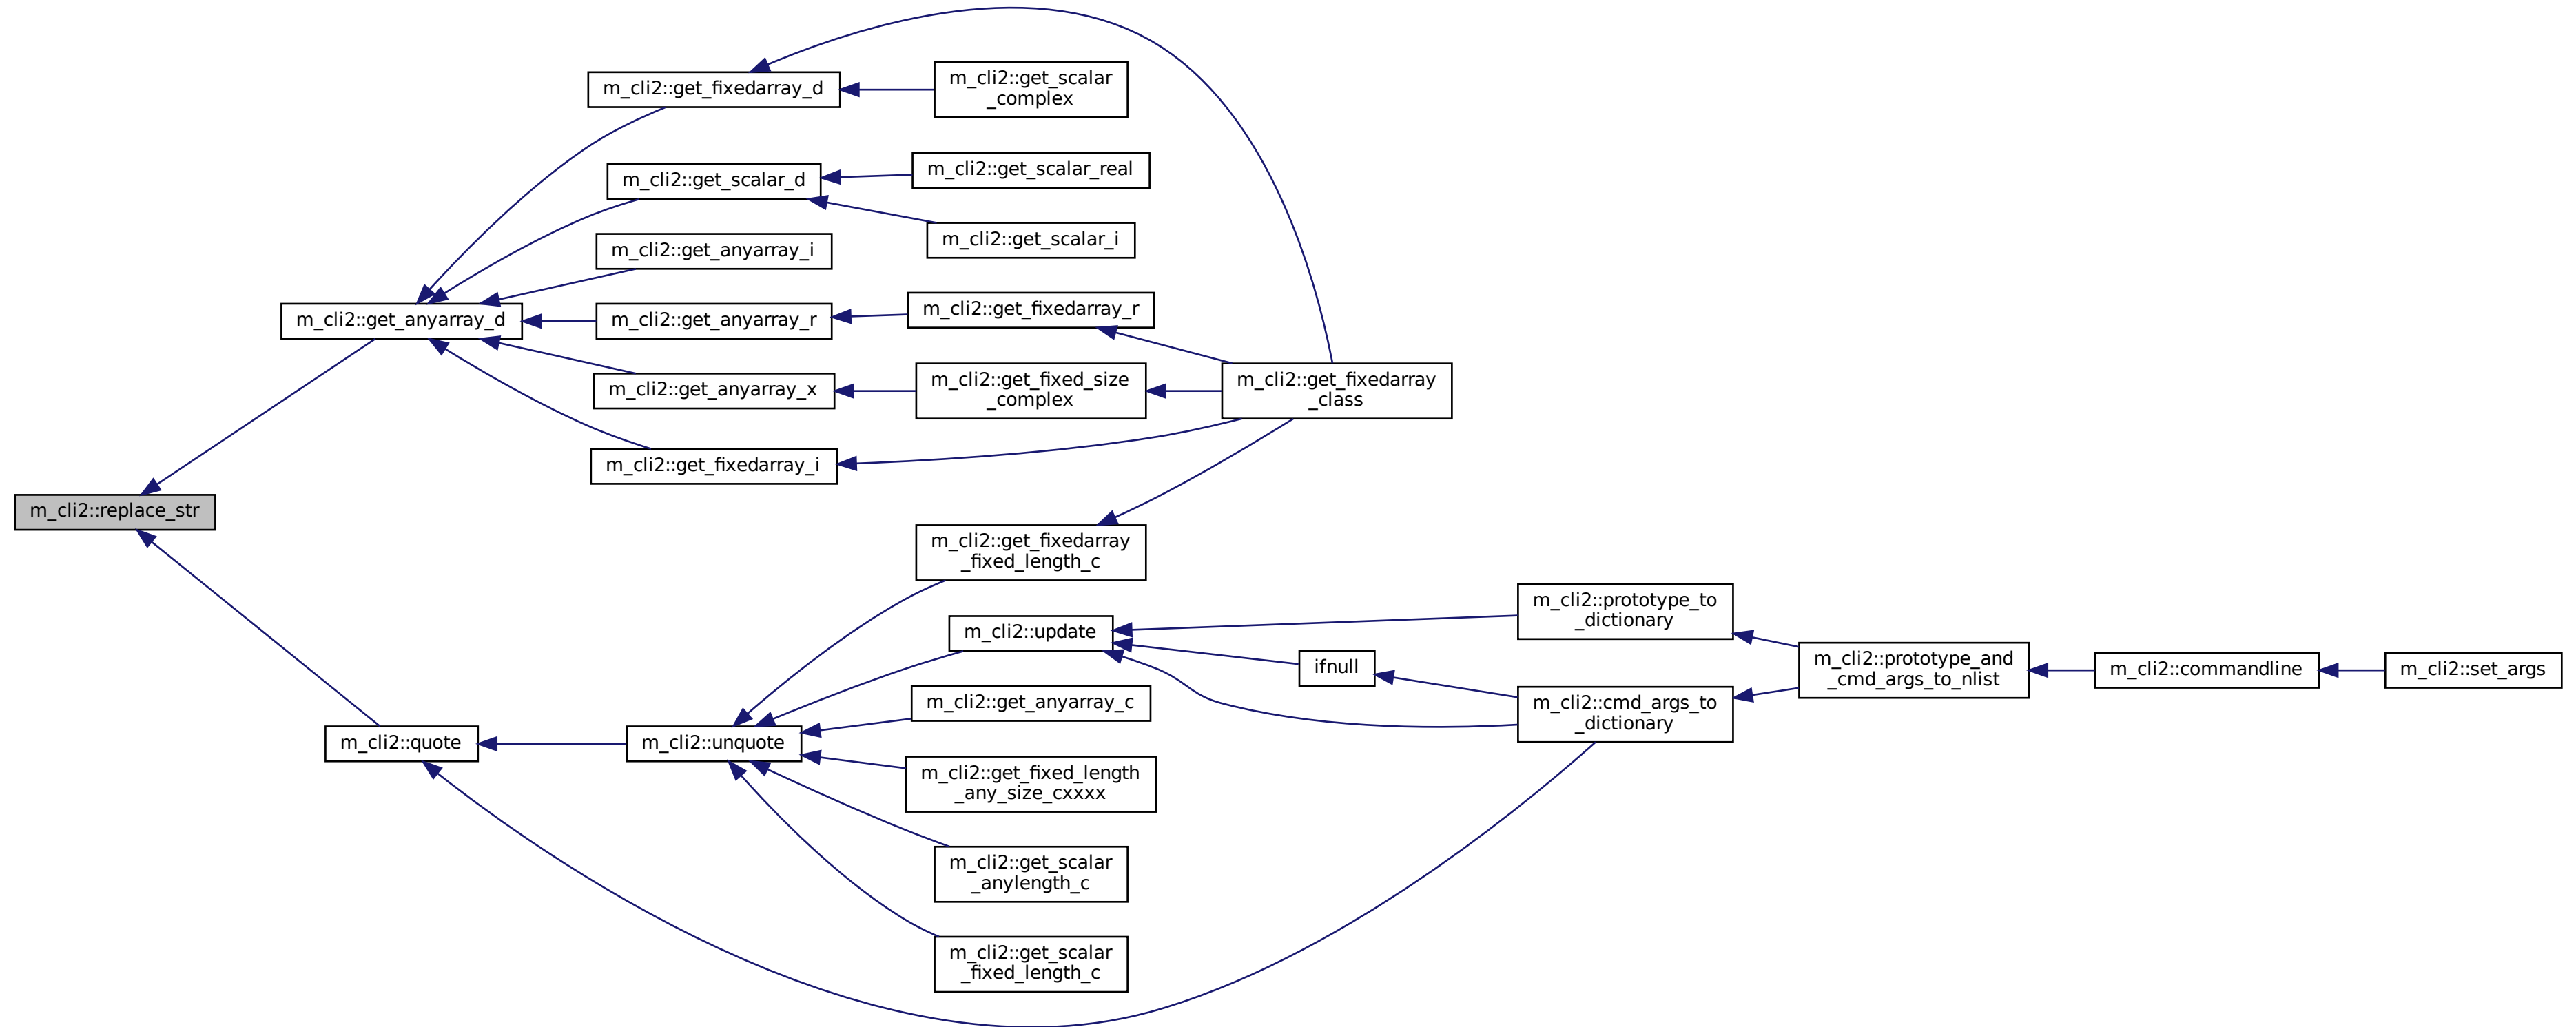 m_cli2::replace_str
m_cli2::get_anyarray_d
m_cli2::get_fixedarray_d
m_cli2::get_scalar
_complex
m_cli2::get_scalar_d
m_cli2::get_scalar_real
m_cli2::get_scalar_i
m_cli2::get_anyarray_i
m_cli2::get_anyarray_r
m_cli2::get_fixedarray_r
m_cli2::get_anyarray_x
m_cli2::get_fixed_size
_complex
m_cli2::get_fixedarray
_class
m_cli2::get_fixedarray_i
m_cli2::get_fixedarray
_fixed_length_c
m_cli2::quote
m_cli2::unquote
m_cli2::update
m_cli2::get_anyarray_c
m_cli2::get_fixed_length
_any_size_cxxxx
m_cli2::get_scalar
_anylength_c
m_cli2::get_scalar
_fixed_length_c
ifnull
m_cli2::prototype_to
_dictionary
m_cli2::cmd_args_to
_dictionary
m_cli2::prototype_and
_cmd_args_to_nlist
m_cli2::commandline
m_cli2::set_args